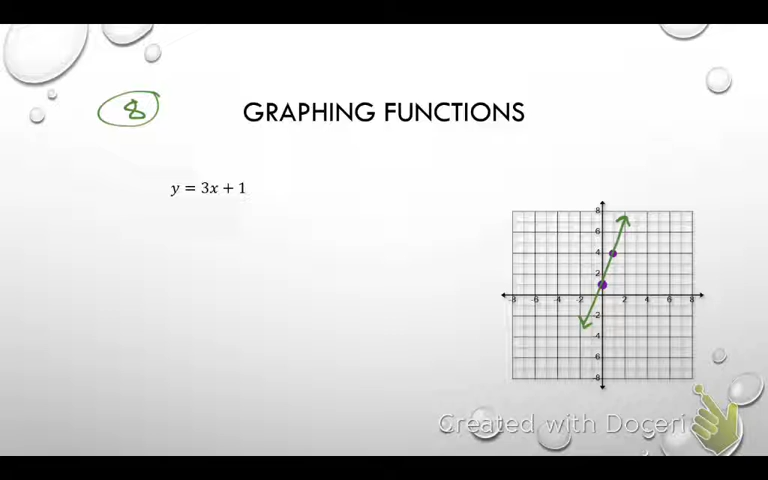 8
GRAPHING FUNCTIONS
y = 3x + 1
8
6
4
2
-8 -6 -4 -2 2 4 6 8
-2
-4
-6
-8
Created with Doceri